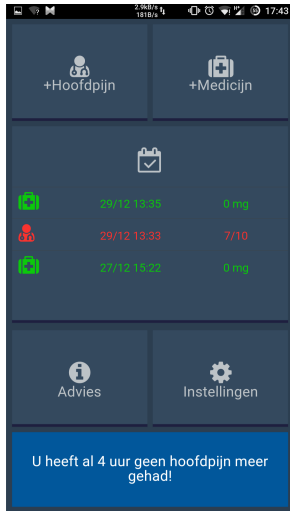 2.9kB/s
181B/s
17:43
+Hoofdpijn
+Medicijn
29/12 13:35
0 mg
29/12 13:33
7/10
27/12 15:22
0 mg
Advies
Instellingen
U heeft al 4 uur geen hoofdpijn meer
gehad!